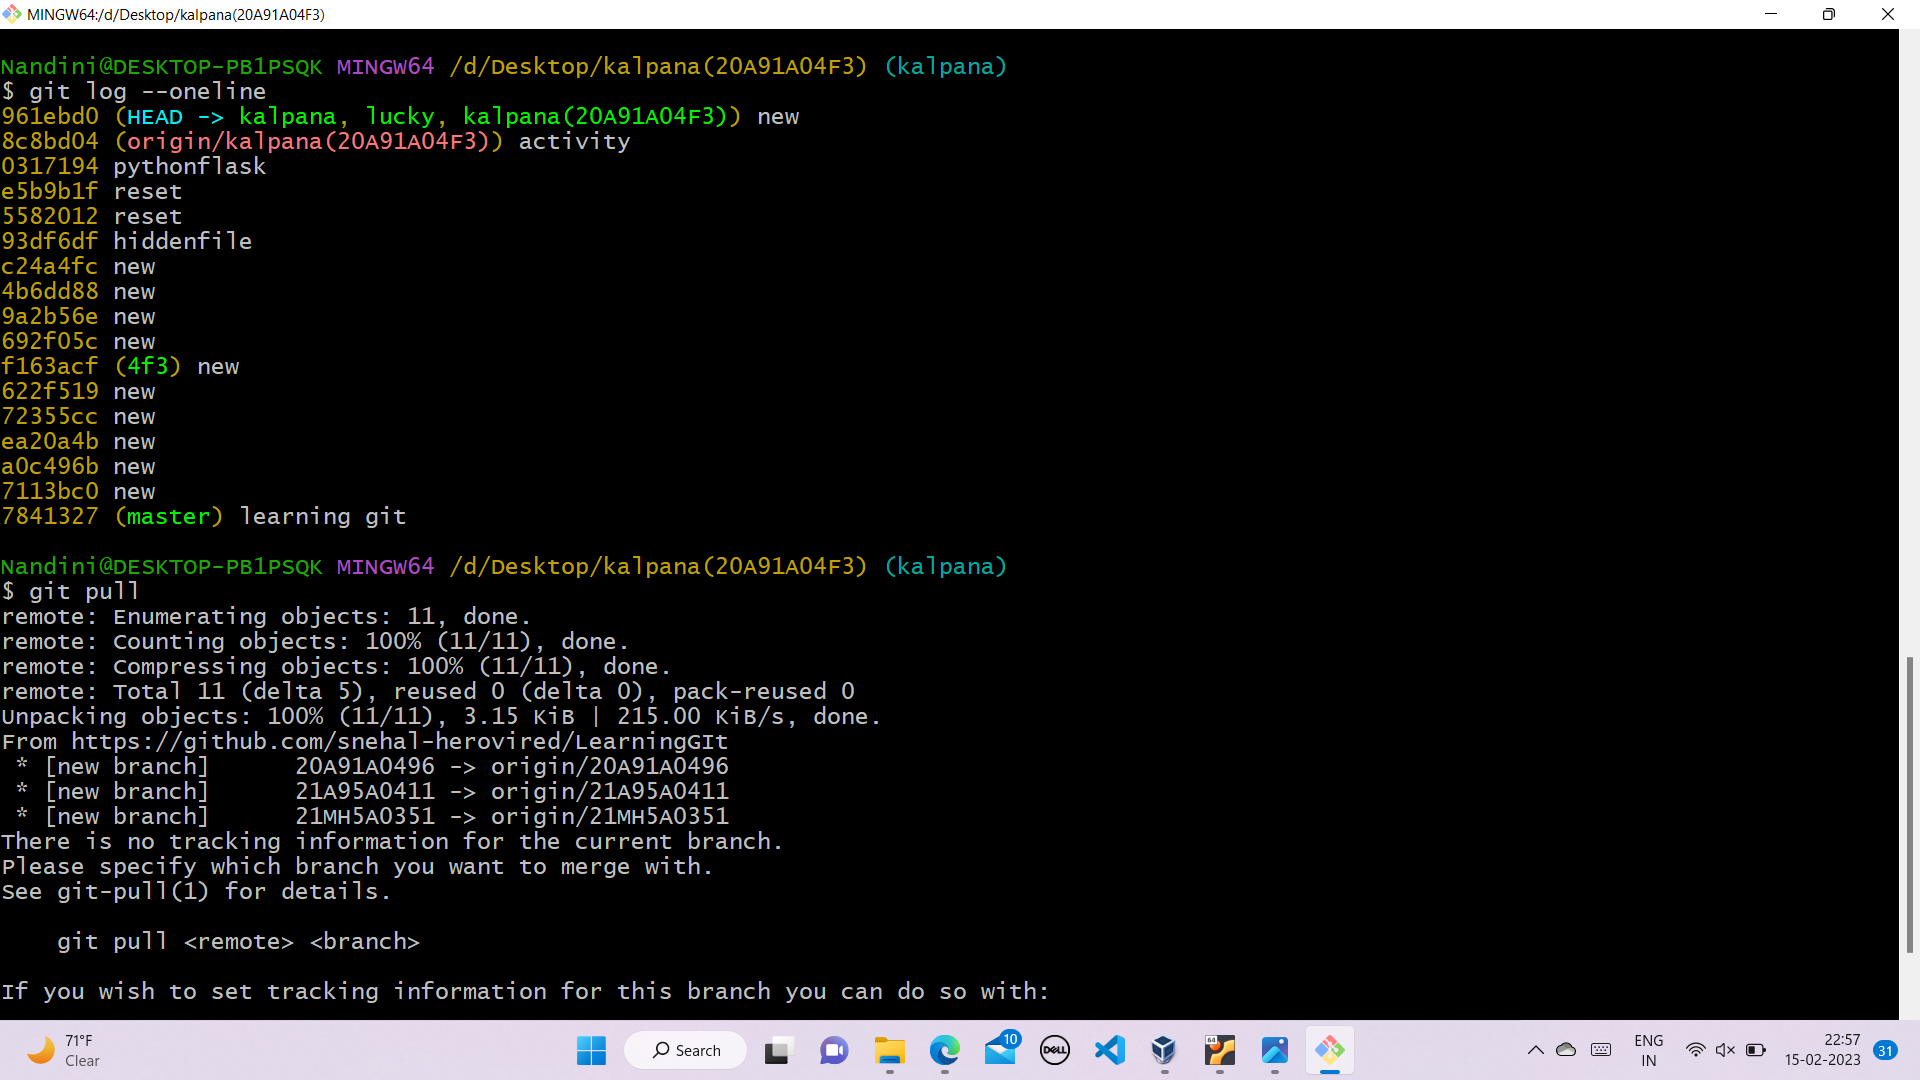 MINGW64:/d/Desktop/kalpana(20A91A04F3)
Nandini@DESKTOP-PB1PSQK MINGW64 /d/Desktop/kalpana(20A91A04F3) (kalpana)
$ git log --oneline
961ebd0 (HEAD -> kalpana, lucky, kalpana(20A91A04F3)) new
8c8bd04 (origin/kalpana(20A91A04F3)) activity
0317194 pythonflask
e5b9b1f reset
5582012 reset
93df6df hiddenfile
c24a4fc new
4b6dd88 new
9a2b56e new
692f05c new
f163acf (4f3) new
622f519 new
72355cc new
ea20a4b new
a0c496b new
7113bc0 new
7841327 (master) learning git
Nandini@DESKTOP-PB1PSQK MINGW64 /d/Desktop/kalpana(20A91A04F3) (kalpana)
$ git pull
remote: Enumerating objects: 11, done.
remote: Counting objects: 100% (11/11), done.
remote: Compressing objects: 100% (11/11), done.
remote: Total 11 (delta 5), reused 0 (delta 0), pack-reused 0
Unpacking objects: 100% (11/11), 3.15 KiB | 215.00 KiB/s, done.
From https://github.com/snehal-herovired/LearningGIt
 * [new branch]      20A91A0496 -> origin/20A91A0496
 * [new branch]      21A95A0411 -> origin/21A95A0411
 * [new branch]      21MH5A0351 -> origin/21MH5A0351
There is no tracking information for the current branch.
Please specify which branch you want to merge with.
See git-pull(1) for details.
    git pull <remote> <branch>
If you wish to set tracking information for this branch you can do so with:
71°F
Clear
Search
10
DELL
64
ENG
IN
22:57
15-02-2023
31